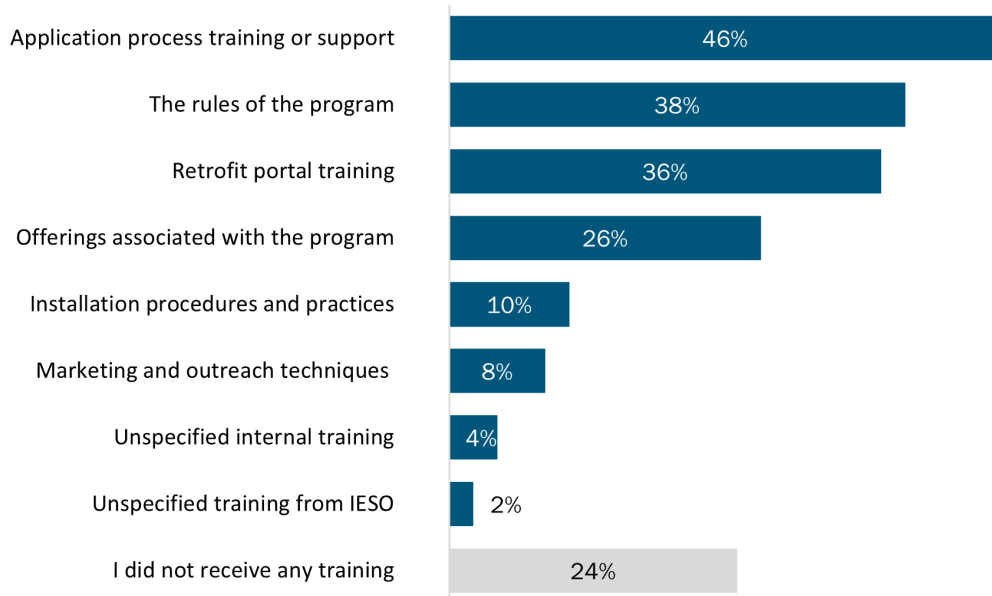 Application process training or support 46%
The rules of the program 38%
Retrofit portal training 36%
Offerings associated with the program 26%
Installation procedures and practices 10%
Marketing and outreach techniques 8%
Unspecified internal training 4%
Unspecified training from IESO 2%
I did not receive any training 24%